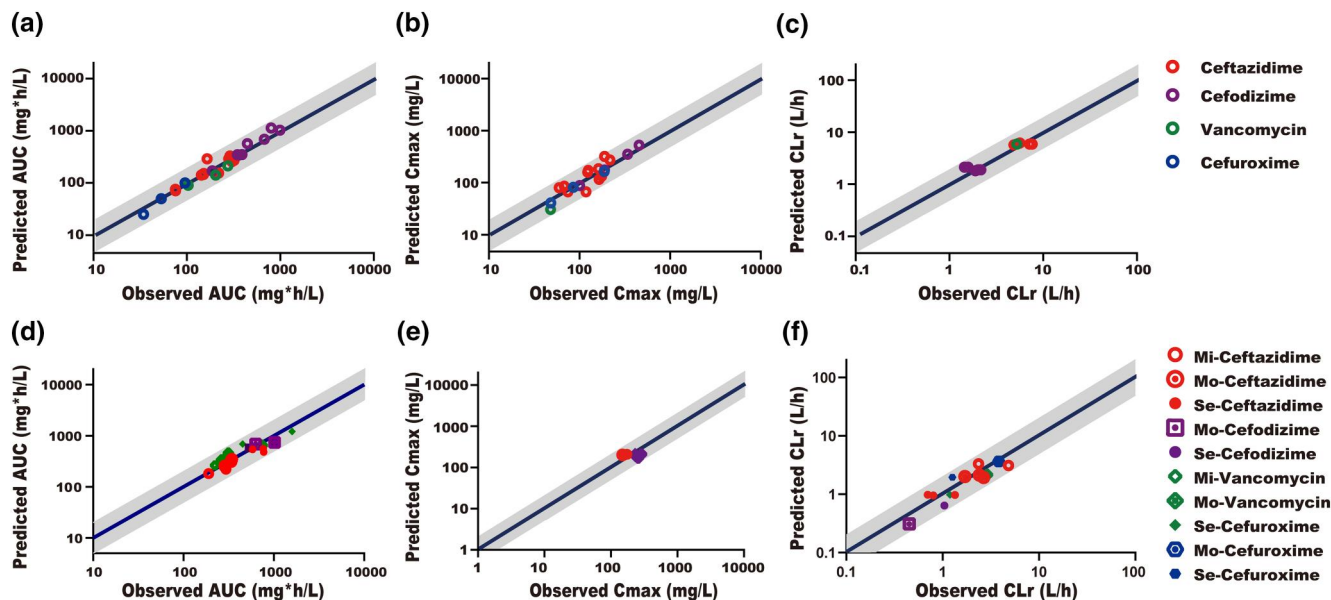 (a)
Predicted AUC (mg*h/L)
10000
1000
100
10
10 100 1000 10000
Observed AUC (mg*h/L)
(b)
Predicted Cmax (mg/L)
10000
1000
100
10
10 100 1000 10000
Observed Cmax (mg/L)
(c)
Predicted CLr (L/h)
100
10
1
0.1
0.1 1 10 100
Observed CLr (L/h)
Ceftazidime
Cefodizime
Vancomycin
Cefuroxime
(d)
Predicted AUC (mg*h/L)
10000
1000
100
10
10 100 1000 10000
Observed AUC (mg*h/L)
(e)
Predicted Cmax (mg/L)
10000
1000
100
10
1
1 10 100 1000 10000
Observed Cmax (mg/L)
(f)
Predicted CLr (L/h)
100
10
1
0.1
0.1 1 10 100
Observed CLr (L/h)
Mi-Ceftazidime
Mo-Ceftazidime
Se-Ceftazidime
Mo-Cefodizime
Se-Cefodizime
Mi-Vancomycin
Mo-Vancomycin
Se-Cefuroxime
Mo-Cefuroxime
Se-Cefuroxime